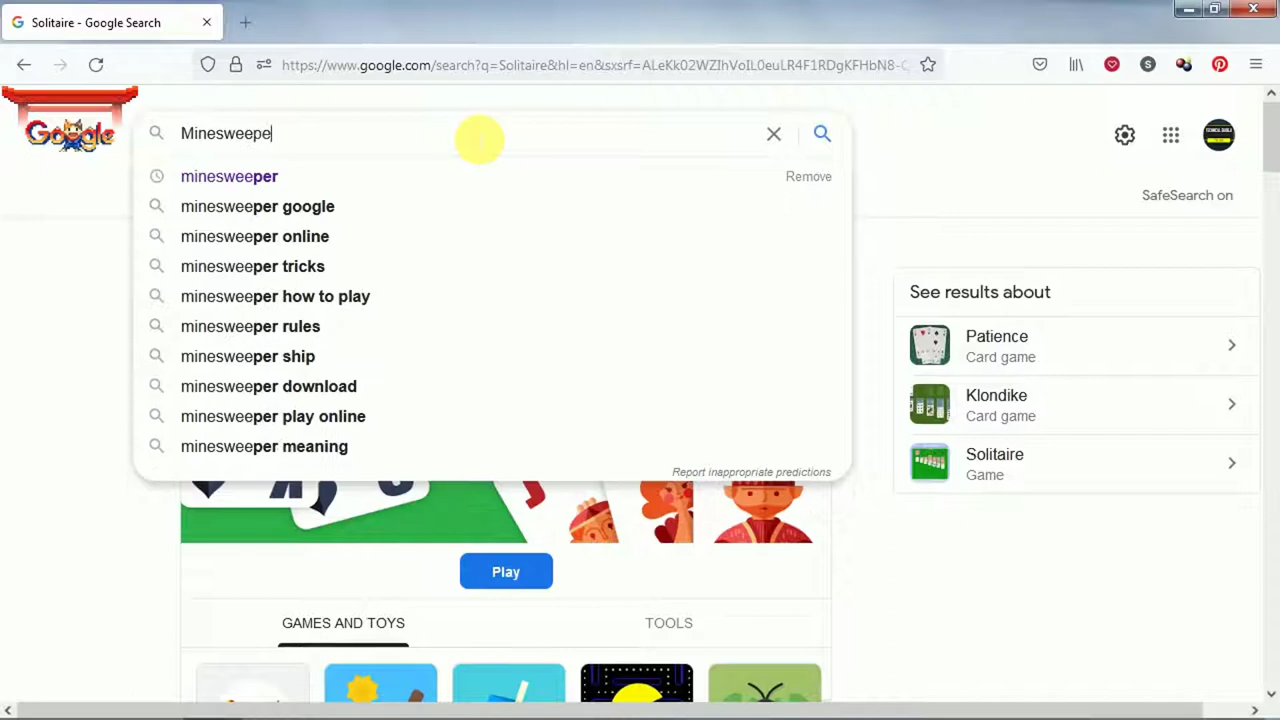 Solitaire - Google Search
https://www.google.com/search?q=Solitaire&hl=en&sxsrf=ALeKk02WZIhVoIL0euLR4F1RDgKFHbN8-C
Google
Minesweepe
minesweeper
Remove
minesweeper google
minesweeper online
minesweeper tricks
minesweeper how to play
minesweeper rules
minesweeper ship
minesweeper download
minesweeper play online
minesweeper meaning
Report inappropriate predictions
SafeSearch on
See results about
Patience
Card game
Klondike
Card game
Solitaire
Game
Play
GAMES AND TOYS
TOOLS